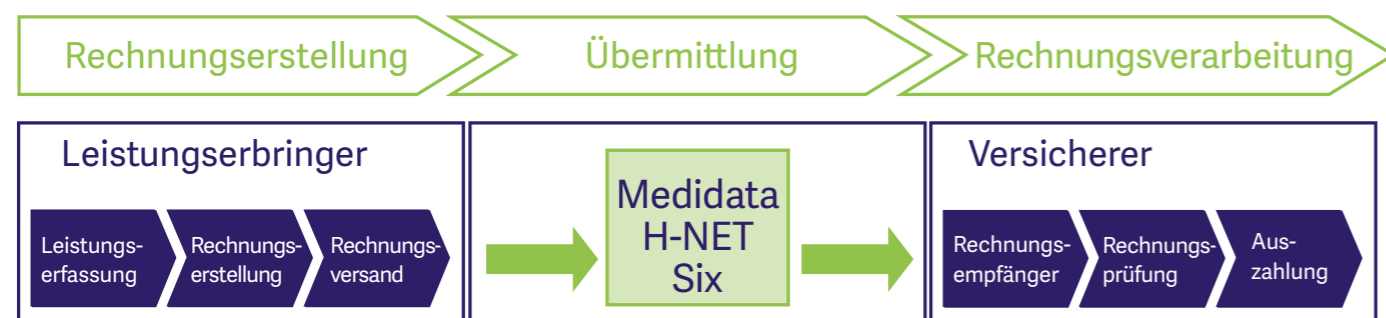 Rechnungserstellung
Übermittlung
Rechnungsverarbeitung
Leistungserbringer
Leistungs-
erfassung
Rechnungs-
erstellung
Rechnungs-
versand
Medidata
H-NET
Six
Versicherer
Rechnungs-
empfänger
Rechnungs-
prüfung
Aus-
zahlung